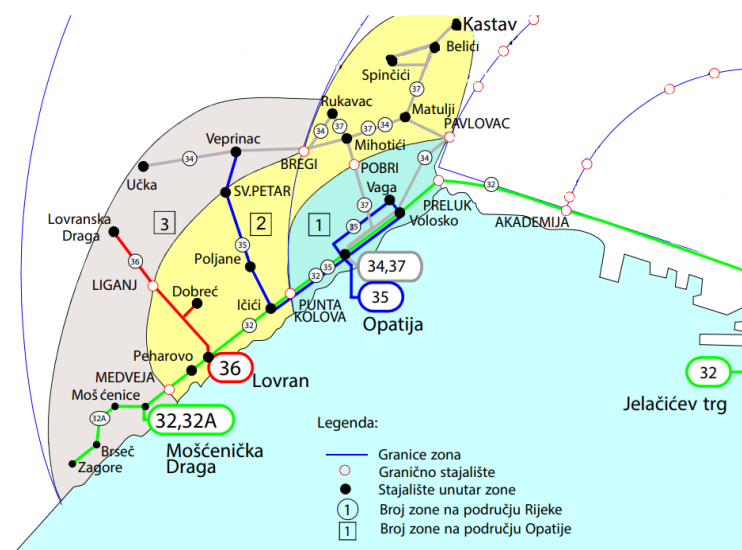 Kastav
Belići
Spinčići
37
Rukavac
Matulji
PAVLOVAC
34
37
37
34
Veprinac
Mihotići
34
BREGI
POBRI
34
Učka
Vaga
SV.PETAR
PRELUK
32
Lovranska
Draga
3
2
1
37
Volosko
AKADEMIJA
35
35
36
Poljane
35
34,37
32
LIGANJ
Dobreć
Ičići
PUNTA
KOLOVA
35
Opatija
32
Peharovo
36
Lovran
32
MEDVEJA
Jelačićev trg
Mošćenice
32A
32,32A
Mošćenička
Draga
Brseč
Zagore
Legenda:
Granice zona
Granično stajalište
Stajalište unutar zone
1
Broj zone na području Rijeke
1
Broj zone na području Opatije